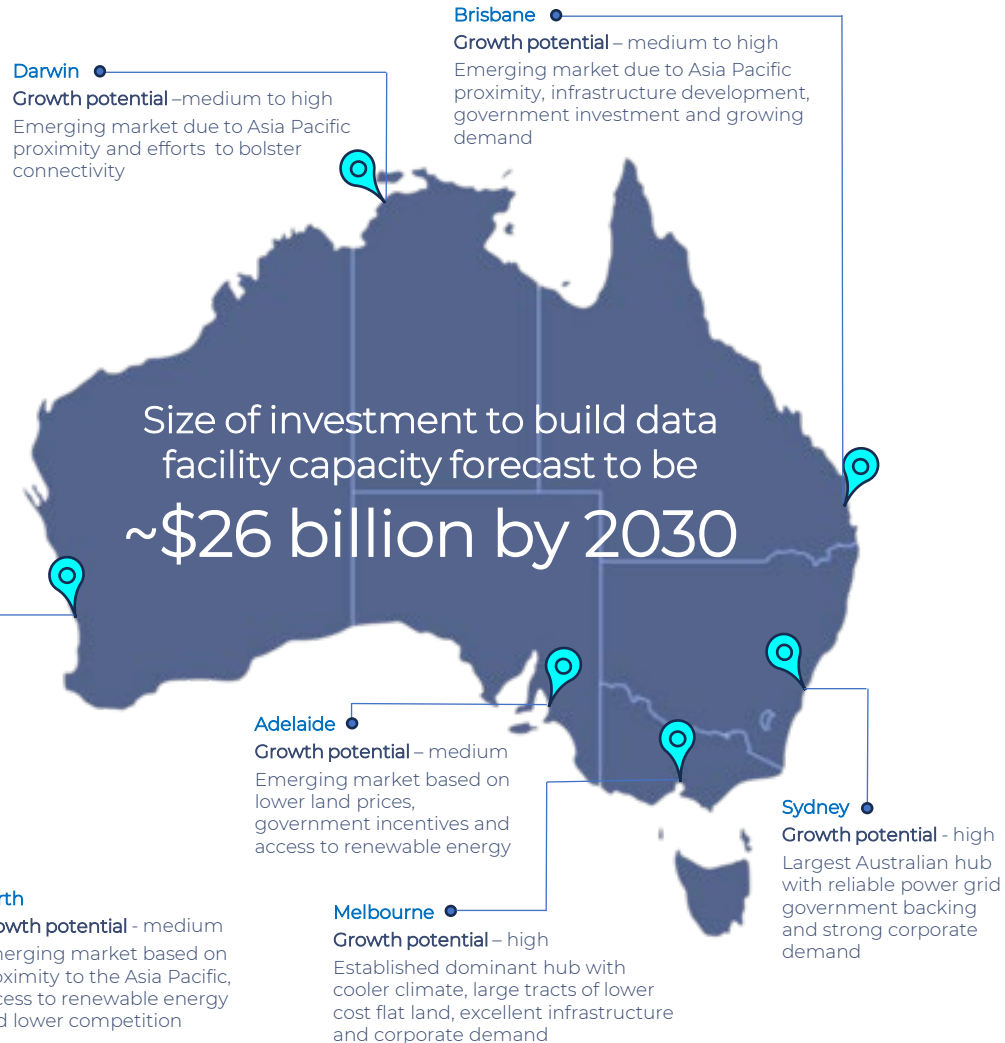 Brisbane
Growth potential – medium to high
Emerging market due to Asia Pacific
proximity, infrastructure development,
government investment and growing
demand
Darwin
Growth potential –medium to high
Emerging market due to Asia Pacific
proximity and efforts to bolster
connectivity
Size of investment to build data
facility capacity forecast to be
~$26 billion by 2030
Adelaide
Growth potential – medium
Emerging market based on
lower land prices,
government incentives and
access to renewable energy
Sydney
Growth potential - high
Largest Australian hub
with reliable power grid
government backing
and strong corporate
demand
rth
owth potential - medium
nerging market based on
oximity to the Asia Pacific,
cess to renewable energy
d lower competition
Melbourne
Growth potential – high
Established dominant hub with
cooler climate, large tracts of lower
cost flat land, excellent infrastructure
and corporate demand